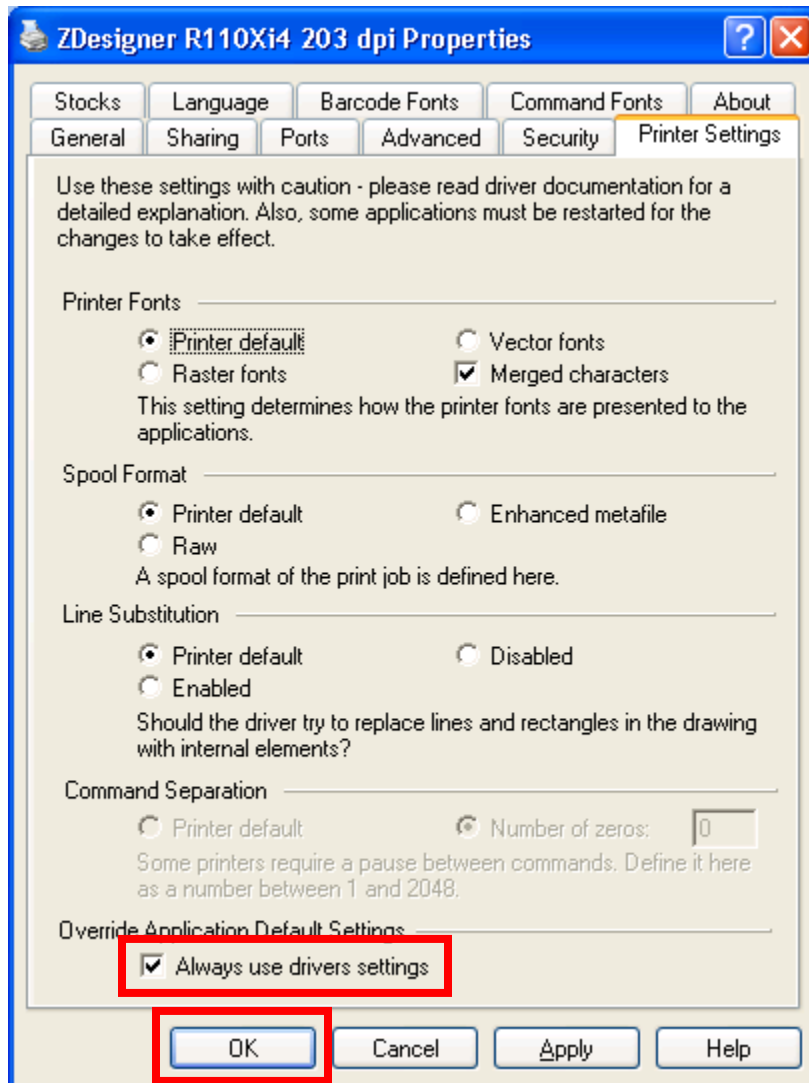 ZDesigner R110Xi4 203 dpi Properties
Stocks Language Barcode Fonts Command Fonts About
General Sharing Ports Advanced Security Printer Settings
Use these settings with caution - please read driver documentation for a
detailed explanation. Also, some applications must be restarted for the
changes to take effect.
Printer Fonts
Printer default Vector fonts
Raster fonts Merged characters
This setting determines how the printer fonts are presented to the
applications.
Spool Format
Printer default Enhanced metafile
Raw
A spool format of the print job is defined here.
Line Substitution
Printer default Disabled
Enabled
Should the driver try to replace lines and rectangles in the drawing
with internal elements?
Command Separation
Printer default Number of zeros: 0
Some printers require a pause between commands. Define it here
as a number between 1 and 2048.
Override Application Default Settings
Always use drivers settings
OK Cancel Apply Help